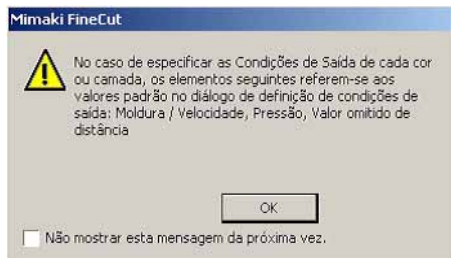 Mimaki FineCut
No caso de especificar as Condições de Saída de cada cor
ou camada, os elementos seguintes referem-se aos
valores padrão no diálogo de definição de condições de
saída: Moldura / Velocidade, Pressão, Valor omitido de
distância
OK
Não mostrar esta mensagem da próxima vez.